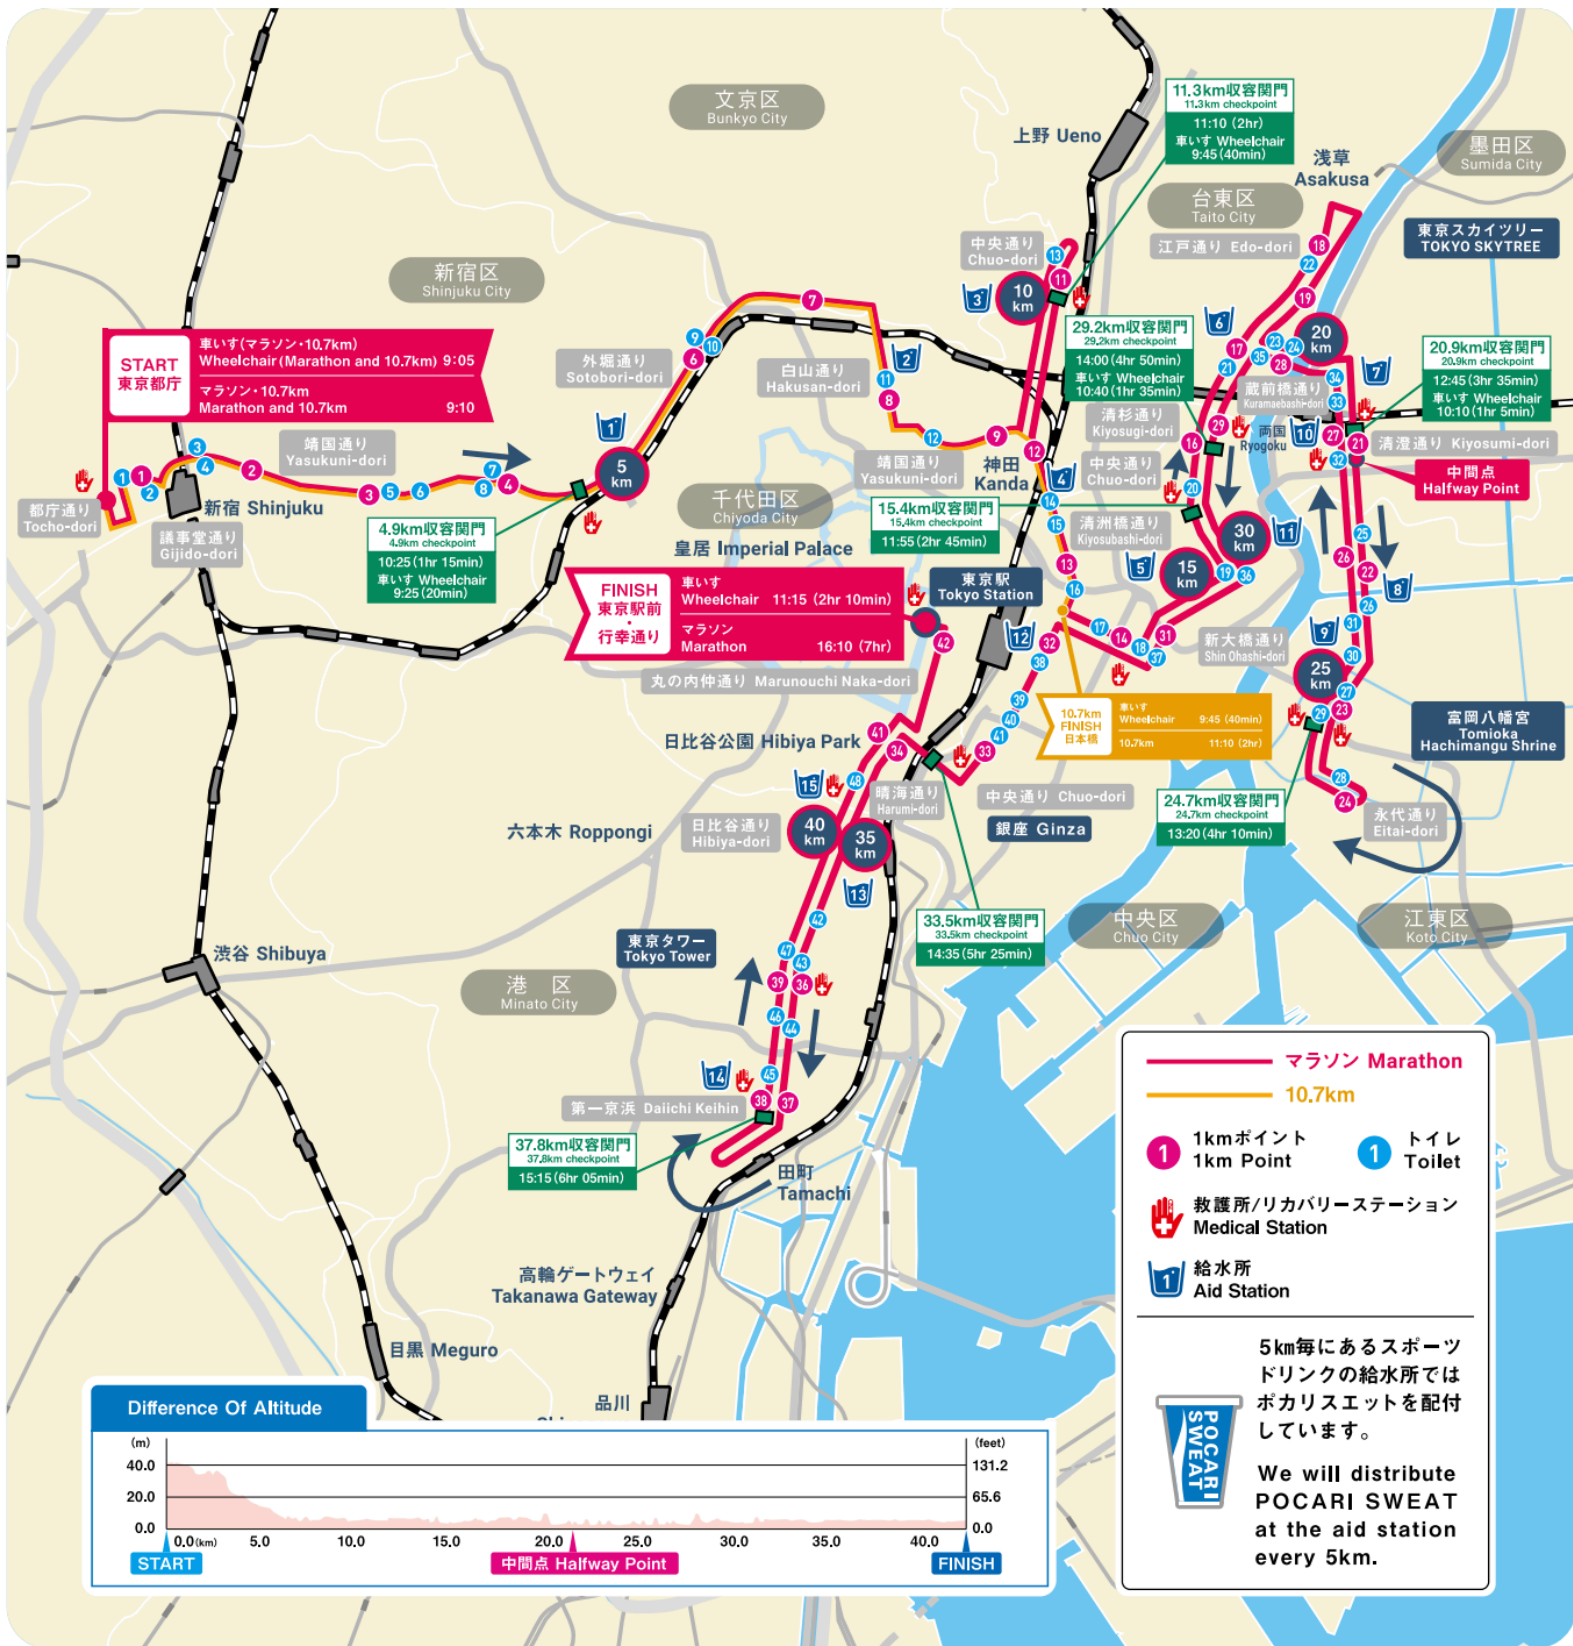 文京区
Bunkyo City
上野 Ueno
11.3km収容関門
11.3km checkpoint
11:10 (2hr)
車いす Wheelchair
9:45 (40min)
墨田区
Sumida City
浅草
Asakusa
台東区
Taito City
江戸通り Edo-dori
東京スカイツリー
TOKYO SKYTREE
新宿区
Shinjuku City
中央通り
Chuo-dori
START
東京都庁
車いす(マラソン・10.7km)
Wheelchair (Marathon and 10.7km) 9:05
マラソン・10.7km
Marathon and 10.7km 9:10
外堀通り
Sotobori-dori
白山通り
Hakusan-dori
10
km
29.2km収容関門
29.2km checkpoint
14:00 (4hr 50min)
車いす Wheelchair
10:40 (1hr 35min)
20
km
20.9km収容関門
20.9km checkpoint
12:45 (3hr 35min)
車いす Wheelchair
10:10 (1hr 5min)
蔵前橋通り
Kuramaebashi-dori
清杉通り
Kiyosugi-dori
両国
Ryogoku
清澄通り Kiyosumi-dori
中間点
Halfway Point
靖国通り
Yasukuni-dori
5
km
靖国通り
Yasukuni-dori
神田
Kanda
中央通り
Chuo-dori
都庁通り
Tocho-dori
新宿 Shinjuku
議事堂通り
Gijido-dori
4.9km収容関門
4.9km checkpoint
10:25 (1hr 15min)
車いす Wheelchair
9:25 (20min)
千代田区
Chiyoda City
皇居 Imperial Palace
15.4km収容関門
15.4km checkpoint
11:55 (2hr 45min)
清洲橋通り
Kiyosubashi-dori
30
km
15
km
FINISH
東京駅前
・
行幸通り
車いす
Wheelchair 11:15 (2hr 10min)
マラソン
Marathon 16:10 (7hr)
東京駅
Tokyo Station
丸の内仲通り Marunouchi Naka-dori
新大橋通り
Shin Ohashi-dori
25
km
10.7km
FINISH
日本橋
車いす
Wheelchair 9:45 (40min)
10.7km 11:10 (2hr)
富岡八幡宮
Tomioka
Hachimangu Shrine
日比谷公園 Hibiya Park
晴海通り
Harumi-dori
中央通り Chuo-dori
銀座 Ginza
24.7km収容関門
24.7km checkpoint
13:20 (4hr 10min)
永代通り
Eitai-dori
六本木 Roppongi
日比谷通り
Hibiya-dori
40
km
35
km
33.5km収容関門
33.5km checkpoint
14:35 (5hr 25min)
中央区
Chuo City
江東区
Koto City
東京タワー
Tokyo Tower
渋谷 Shibuya
港 区
Minato City
第一京浜 Daiichi Keihin
37.8km収容関門
37.8km checkpoint
15:15 (6hr 05min)
田町
Tamachi
高輪ゲートウェイ
Takanawa Gateway
目黒 Meguro
品川
マラソン Marathon
10.7km
1
1kmポイント
1km Point
1
トイレ
Toilet
救護所/リカバリーステーション
Medical Station
1
給水所
Aid Station
5km毎にあるスポーツ
ドリンクの給水所では
ポカリスエットを配付
しています。
POCARI
SWEAT
We will distribute
POCARI SWEAT
at the aid station
every 5km.
Difference Of Altitude
(m) (feet)
40.0 131.2
20.0 65.6
0.0 0.0
0.0(km) 5.0 10.0 15.0 20.0 25.0 30.0 35.0 40.0
START 中間点 Halfway Point FINISH